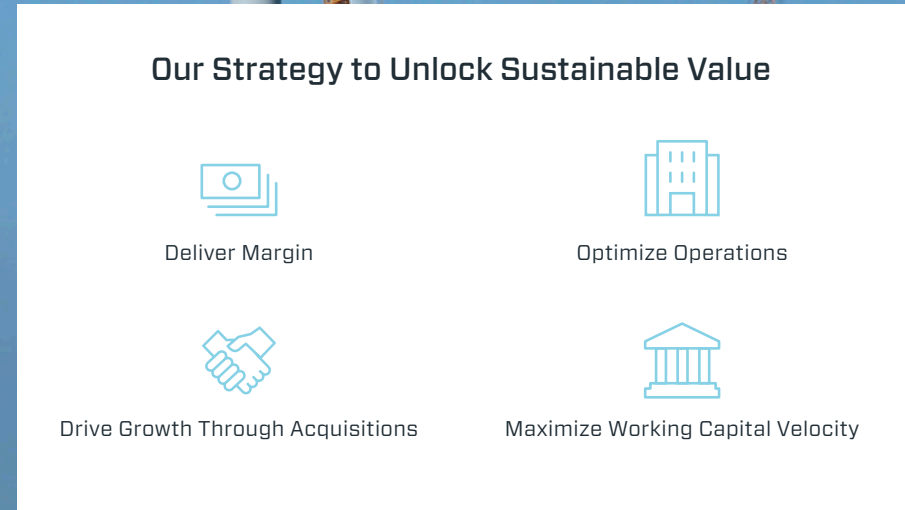 Our Strategy to Unlock Sustainable Value
Deliver Margin
Optimize Operations
Drive Growth Through Acquisitions
Maximize Working Capital Velocity